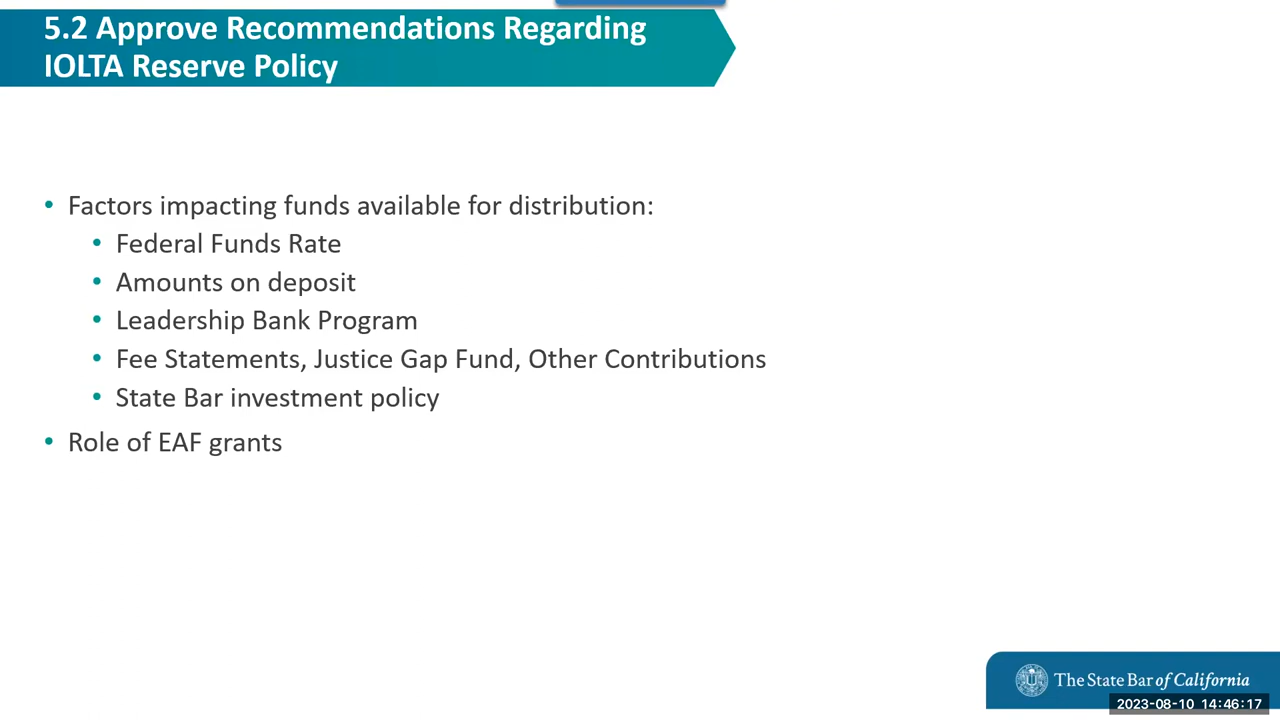 5.2 Approve Recommendations Regarding
IOLTA Reserve Policy
• Factors impacting funds available for distribution:
• Federal Funds Rate
• Amounts on deposit
• Leadership Bank Program
• Fee Statements, Justice Gap Fund, Other Contributions
• State Bar investment policy
• Role of EAF grants
The State Bar of California
2023-08-10 14:46:17